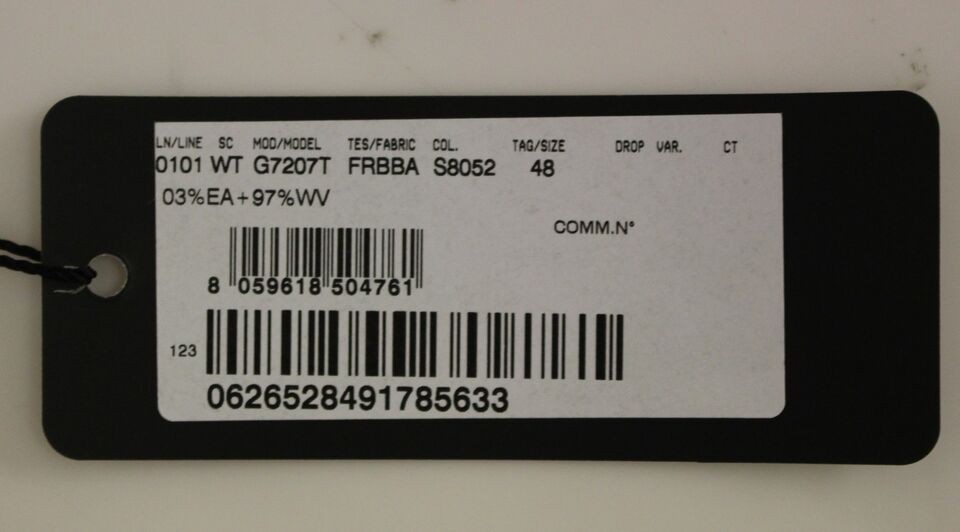 LN/LINE SC MOD/MODEL TES/FABRIC COL. TAG/SIZE DROP VAR. CT
0101 WT G7207T FRBBA S8052 48
03%EA+97%WV
COMM.N°
8 059618 504761
123
0626528491785633